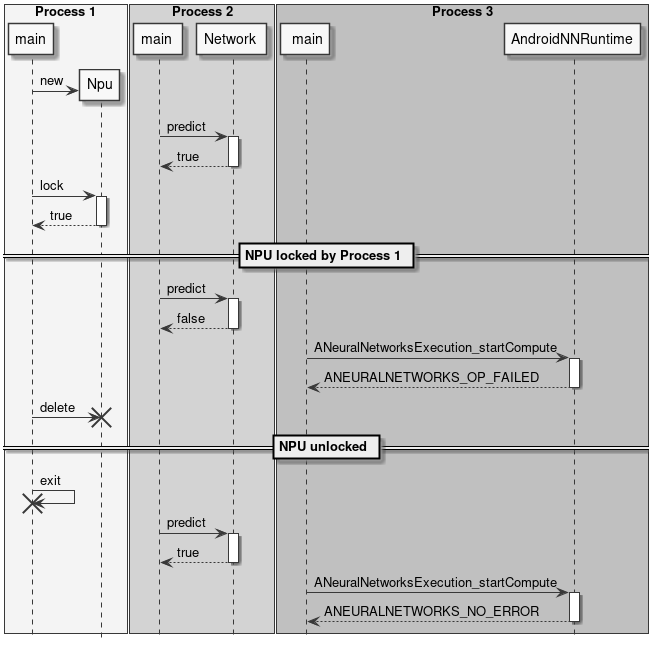 Process 1
Process 2
Process 3
main
main
Network
main
AndroidNNRuntime
new
Npu
predict
true
lock
true
NPU locked by Process 1
predict
false
ANeuralNetworksExecution_startCompute
ANEURALNETWORKS_OP_FAILED
delete
NPU unlocked
exit
predict
true
ANeuralNetworksExecution_startCompute
ANEURALNETWORKS_NO_ERROR